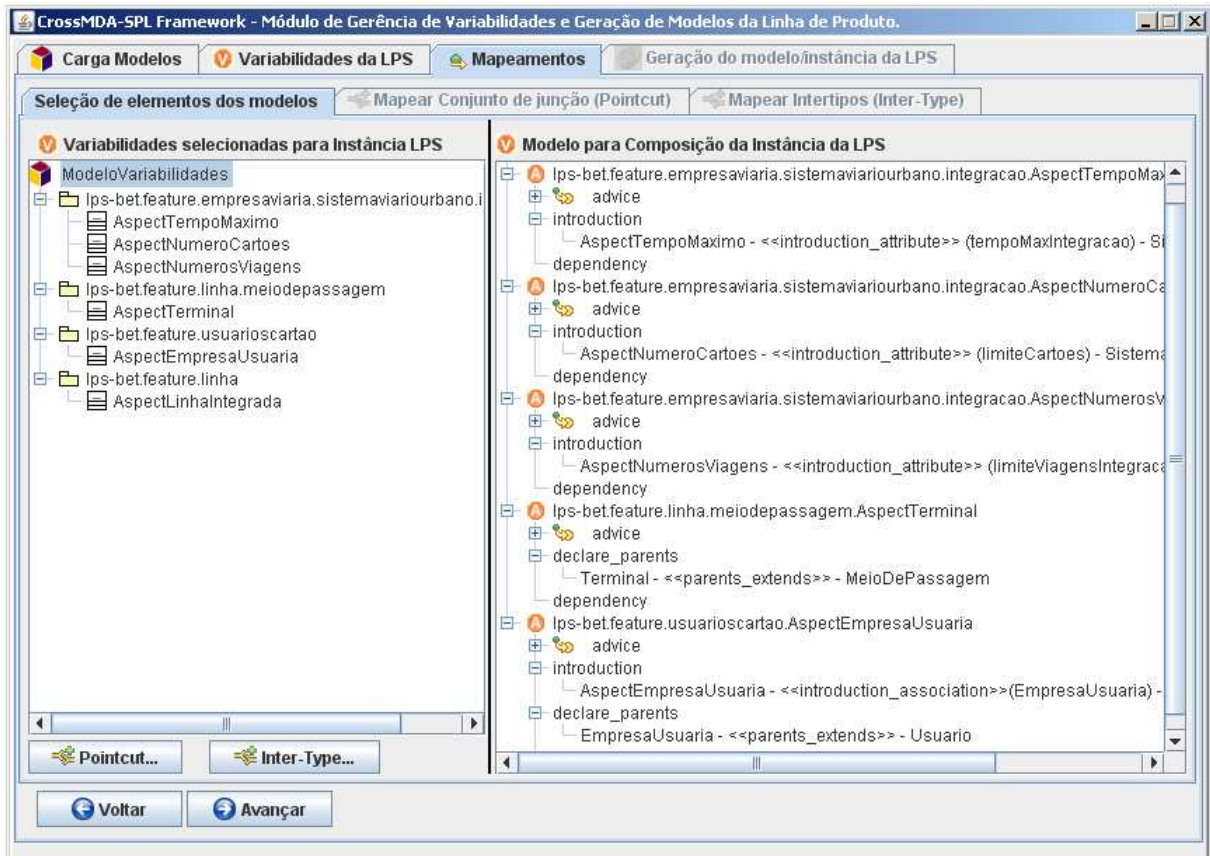 CrossMDA-SPL Framework - Módulo de Gerência de Variabilidades e Geração de Modelos da Linha de Produto.
Carga Modelos
Variabilidades da LPS
Mapeamentos
Geração do modelo/instância da LPS
Seleção de elementos dos modelos
Mapear Conjunto de junção (Pointcut)
Mapear Intertipos (Inter-Type)
Variabilidades selecionadas para Instância LPS
ModeloVariabilidades
lps-bet.feature.empresaviaria.sistemaviariourbano.i
AspectTempoMaximo
AspectNumeroCartoes
AspectNumerosViagens
lps-bet.feature.linha.meiodepassagem
AspectTerminal
lps-bet.feature.usuarioscartao
AspectEmpresaUsuaria
lps-bet.feature.linha
AspectLinhaIntegrada
Pointcut...
Inter-Type...
Modelo para Composição da Instância da LPS
lps-bet.feature.empresaviaria.sistemaviariourbano.integracao.AspectTempoMax
advice
introduction
AspectTempoMaximo - <<introduction_attribute>> (tempoMaxIntegracao) - Si
dependency
lps-bet.feature.empresaviaria.sistemaviariourbano.integracao.AspectNumeroCa
advice
introduction
AspectNumeroCartoes - <<introduction_attribute>> (limiteCartoes) - Sistema
dependency
lps-bet.feature.empresaviaria.sistemaviariourbano.integracao.AspectNumerosV
advice
introduction
AspectNumerosViagens - <<introduction_attribute>> (limiteViagensIntegraca
dependency
lps-bet.feature.linha.meiodepassagem.AspectTerminal
advice
declare_parents
Terminal - <<parents_extends>> - MeioDePassagem
dependency
lps-bet.feature.usuarioscartao.AspectEmpresaUsuaria
advice
introduction
AspectEmpresaUsuaria - <<introduction_association>>(EmpresaUsuaria) -
declare_parents
EmpresaUsuaria - <<parents_extends>> - Usuario
Voltar
Avançar